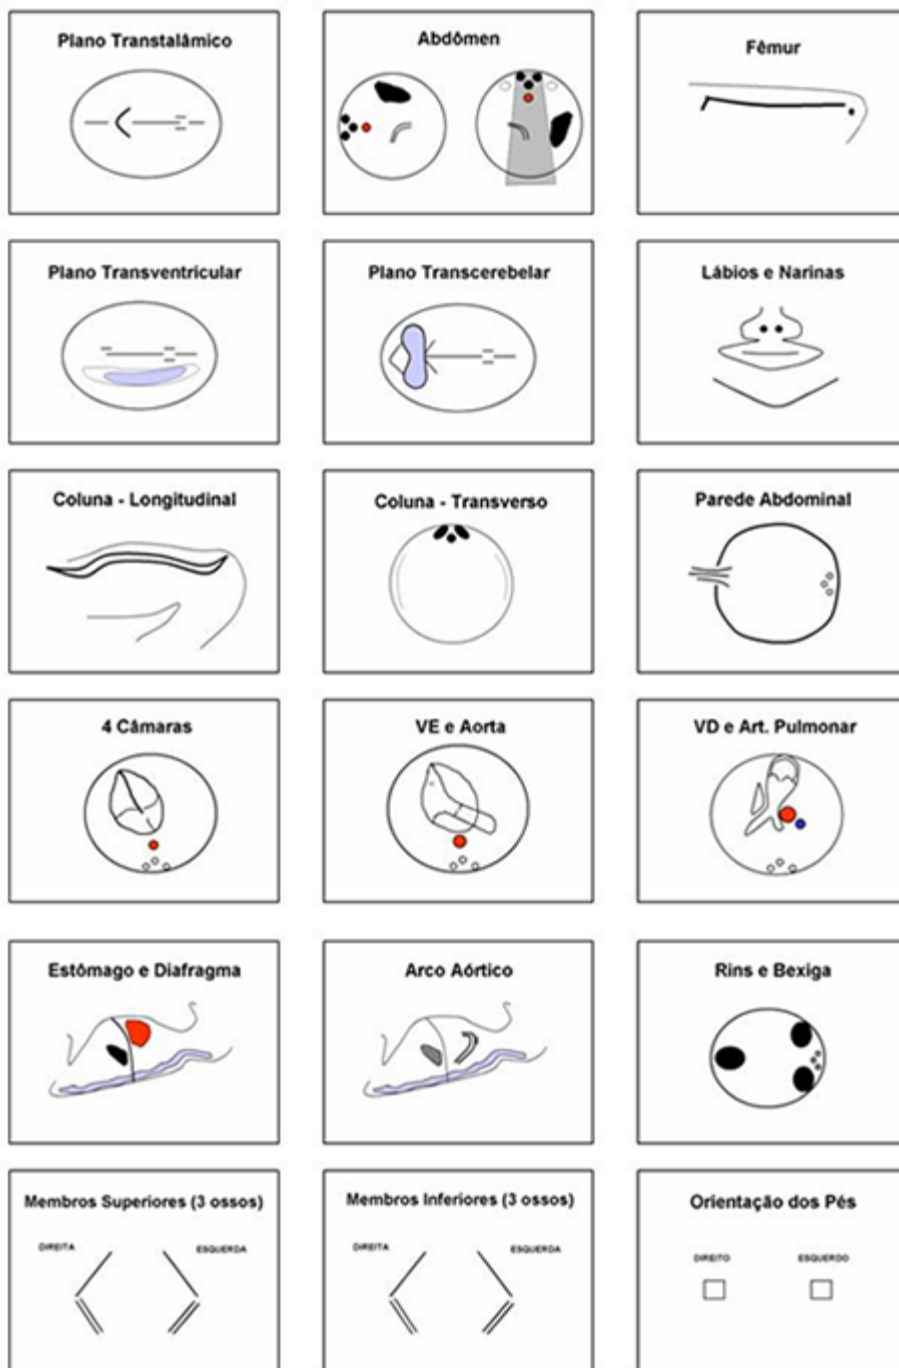 Plano Transtalâmico
Abdômen
Fêmur
Plano Transventricular
Plano Transcerebelar
Lábios e Narinas
Coluna - Longitudinal
Coluna - Transverso
Parede Abdominal
4 Câmaras
VE e Aorta
VD e Art. Pulmonar
Estômago e Diafragma
Arco Aórtico
Rins e Bexiga
Membros Superiores (3 ossos)
DIREITA
ESQUERDA
Membros Inferiores (3 ossos)
DIREITA
ESQUERDA
Orientação dos Pés
DIREITO
ESQUERDO